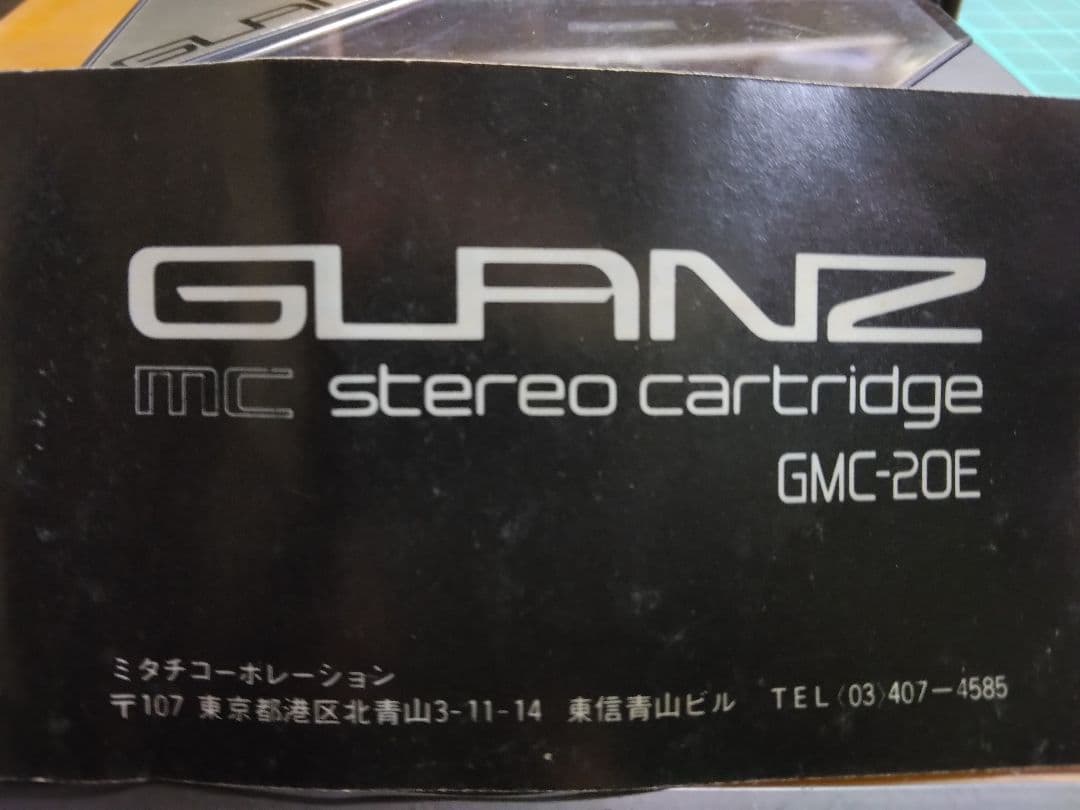 GLANZ
GLANZ
mc stereo cartridge
GMC-20E
ミタチコーポレーション
〒107 東京都港区北青山3-11-14 東信青山ビル TEL(03)407-4585